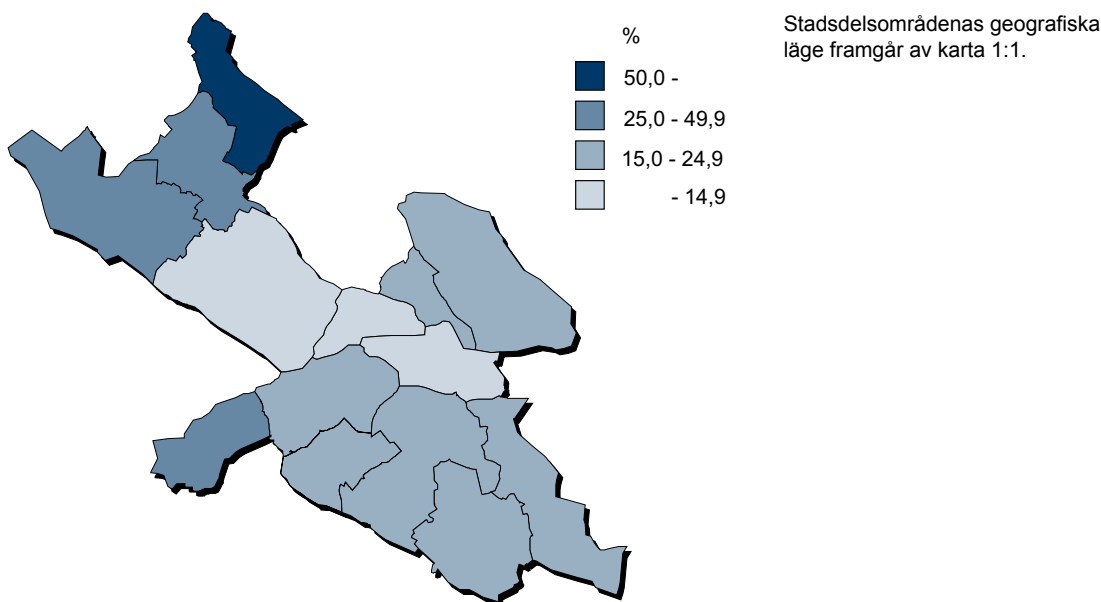 Stadsdelsområdenas geografiska
läge framgår av karta 1:1.
%
50,0 -
25,0 - 49,9
15,0 - 24,9
- 14,9